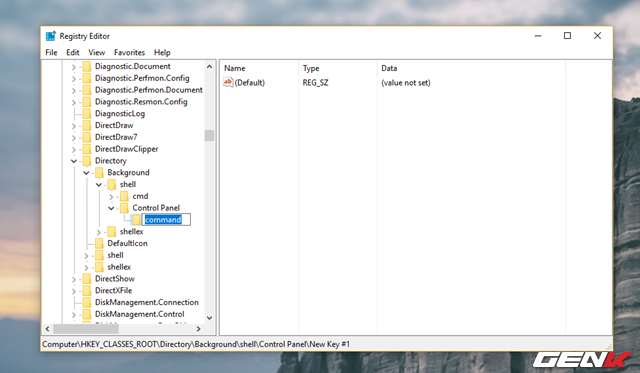 Registry Editor
File Edit View Favorites Help
Diagnostic.Document
Diagnostic.Perfmon.Config
Diagnostic.Perfmon.Document
Diagnostic.Resmon.Config
DiagnosticLog
DirectDraw
DirectDraw7
DirectDrawClipper
Directory
Background
shell
cmd
Control Panel
command
shellex
DefaultIcon
shell
shellex
DirectShow
DirectXFile
DiskManagement.Connection
DiskManagement.Control
Name Type Data
ab (Default) REG_SZ (value not set)
Computer\HKEY_CLASSES_ROOT\Directory\Background\shell\Control Panel\New Key #1
GENK